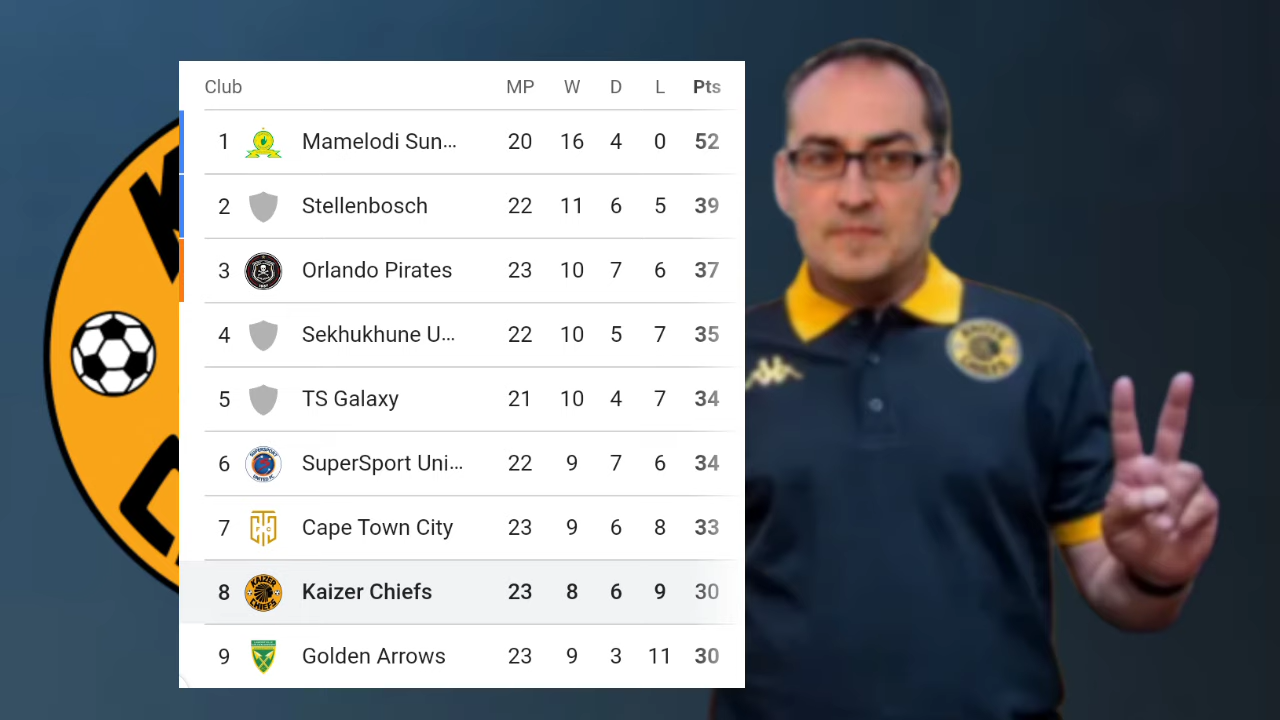 Club MP W D L Pts
1 Mamelodi Sun... 20 16 4 0 52
2 Stellenbosch 22 11 6 5 39
3 Orlando Pirates 23 10 7 6 37
4 Sekhukhune U... 22 10 5 7 35
5 TS Galaxy 21 10 4 7 34
6 SuperSport Uni... 22 9 7 6 34
7 Cape Town City 23 9 6 8 33
8 Kaizer Chiefs 23 8 6 9 30
9 Golden Arrows 23 9 3 11 30
KAIZER
CHIEFS